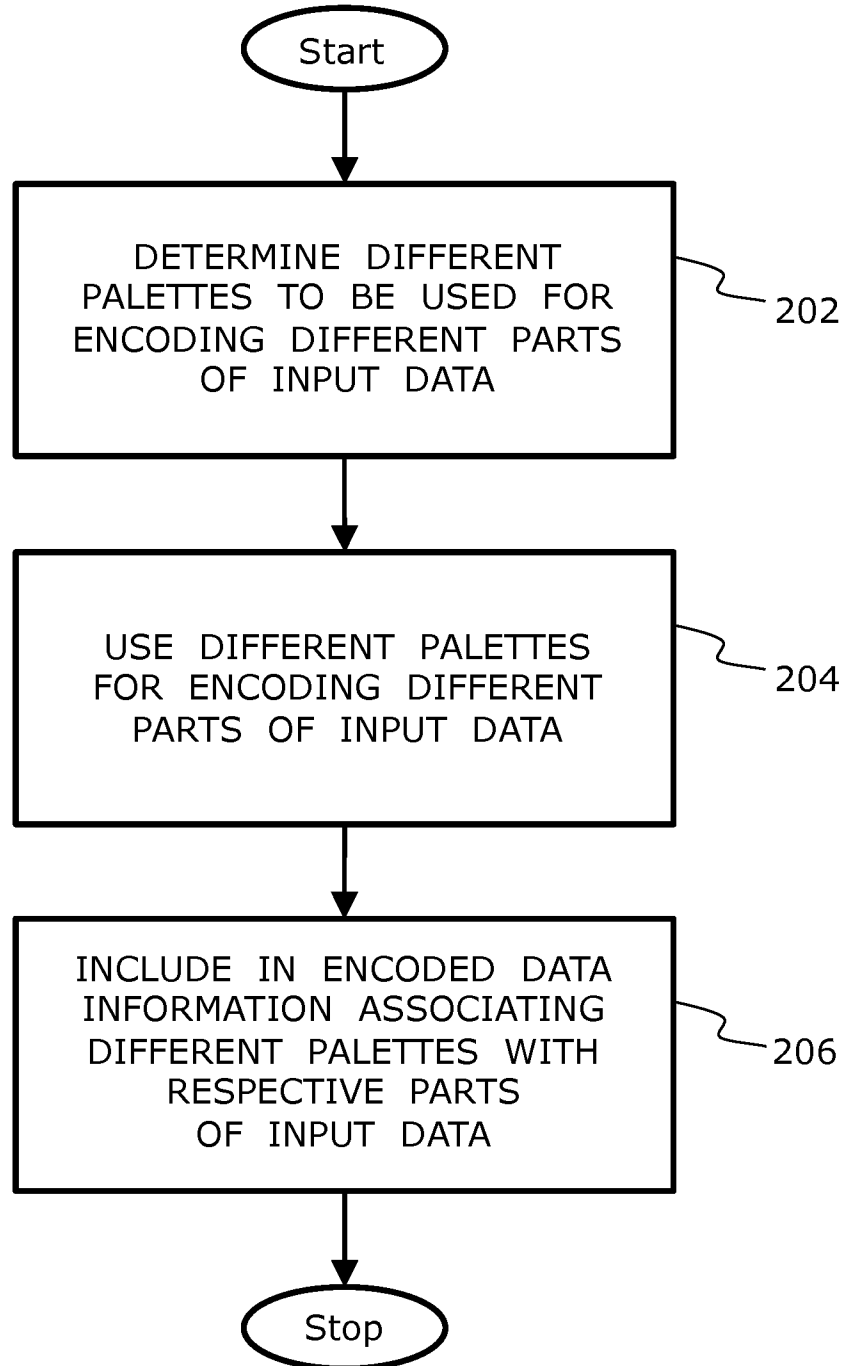 Start
DETERMINE DIFFERENT
PALETTES TO BE USED FOR
ENCODING DIFFERENT PARTS
OF INPUT DATA
202
USE DIFFERENT PALETTES
FOR ENCODING DIFFERENT
PARTS OF INPUT DATA
204
INCLUDE IN ENCODED DATA
INFORMATION ASSOCIATING
DIFFERENT PALETTES WITH
RESPECTIVE PARTS
OF INPUT DATA
206
Stop